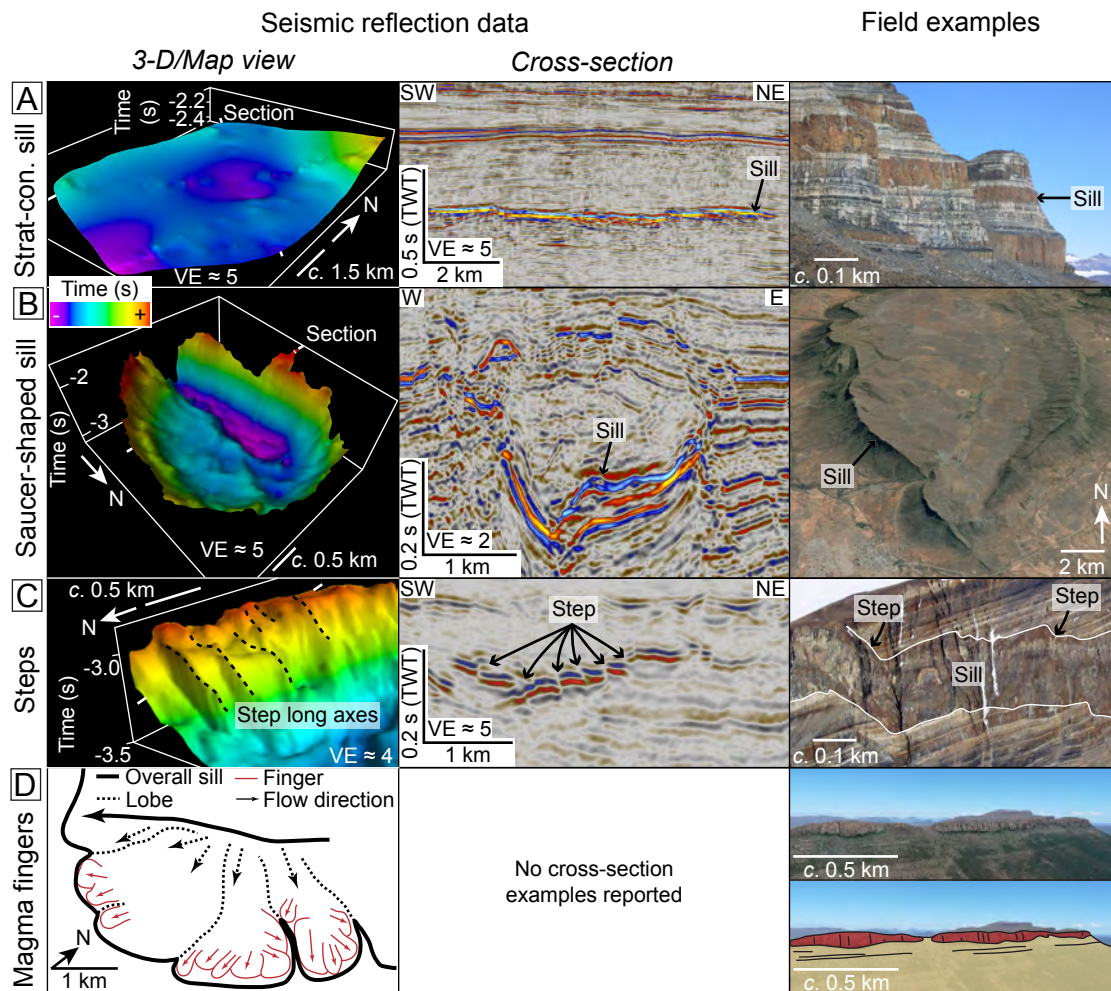 Seismic reflection data
Field examples
3-D/Map view
Cross-section
A
Strat-con. sill
Time (s)
-2.2
-2.4
Section
N
VE ≈ 5
c. 1.5 km
SW
NE
Sill
0.5 s (TWT)
VE ≈ 5
2 km
Sill
c. 0.1 km
B
Saucer-shaped sill
Time (s)
- +
Section
-2
-3
Time (s)
N
VE ≈ 5
c. 0.5 km
W
E
Sill
0.2 s (TWT)
VE ≈ 2
1 km
Sill
N
2 km
C
Steps
c. 0.5 km
N
-3.0
Time (s)
-3.5
Step long axes
VE ≈ 4
SW
NE
Step
0.2 s (TWT)
VE ≈ 5
1 km
Step
Step
Sill
c. 0.1 km
D
Magma fingers
Overall sill
Finger
Lobe
Flow direction
N
1 km
No cross-section
examples reported
c. 0.5 km
c. 0.5 km